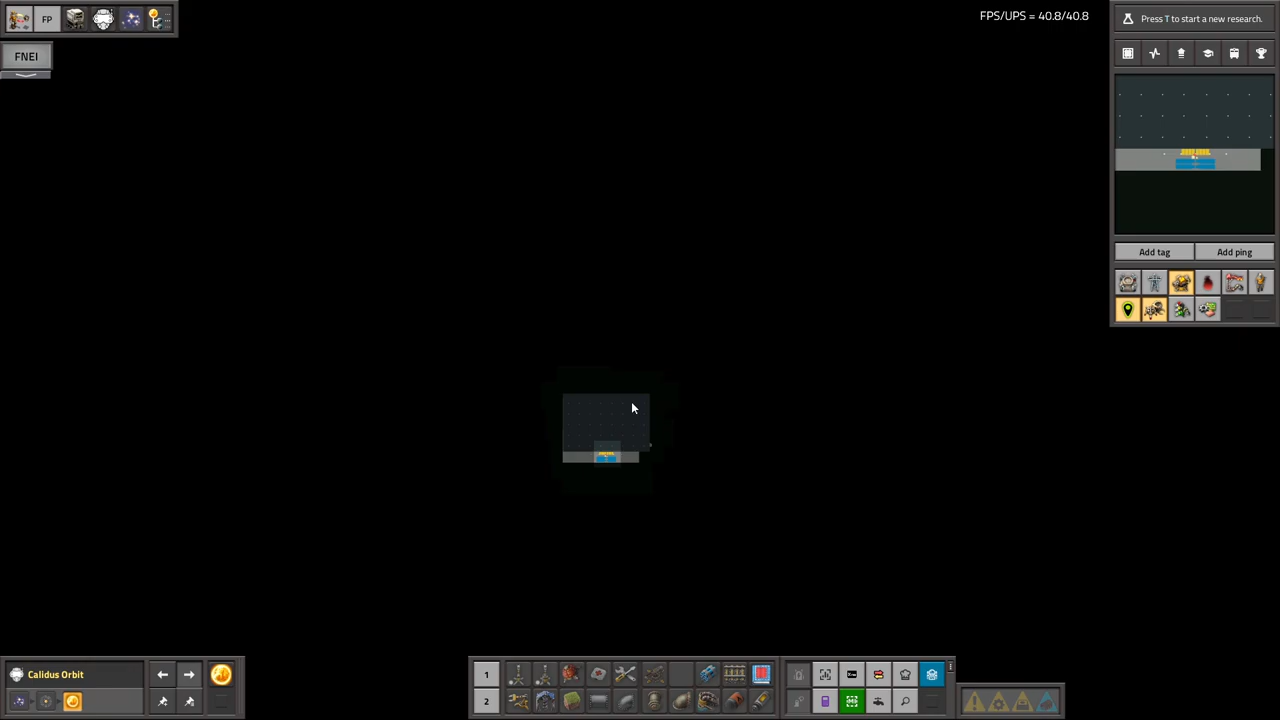 FP
FPS/UPS = 40.8/40.8
Press T to start a new research.
FNEI
Add tag
Add ping
Calidus Orbit
1
2